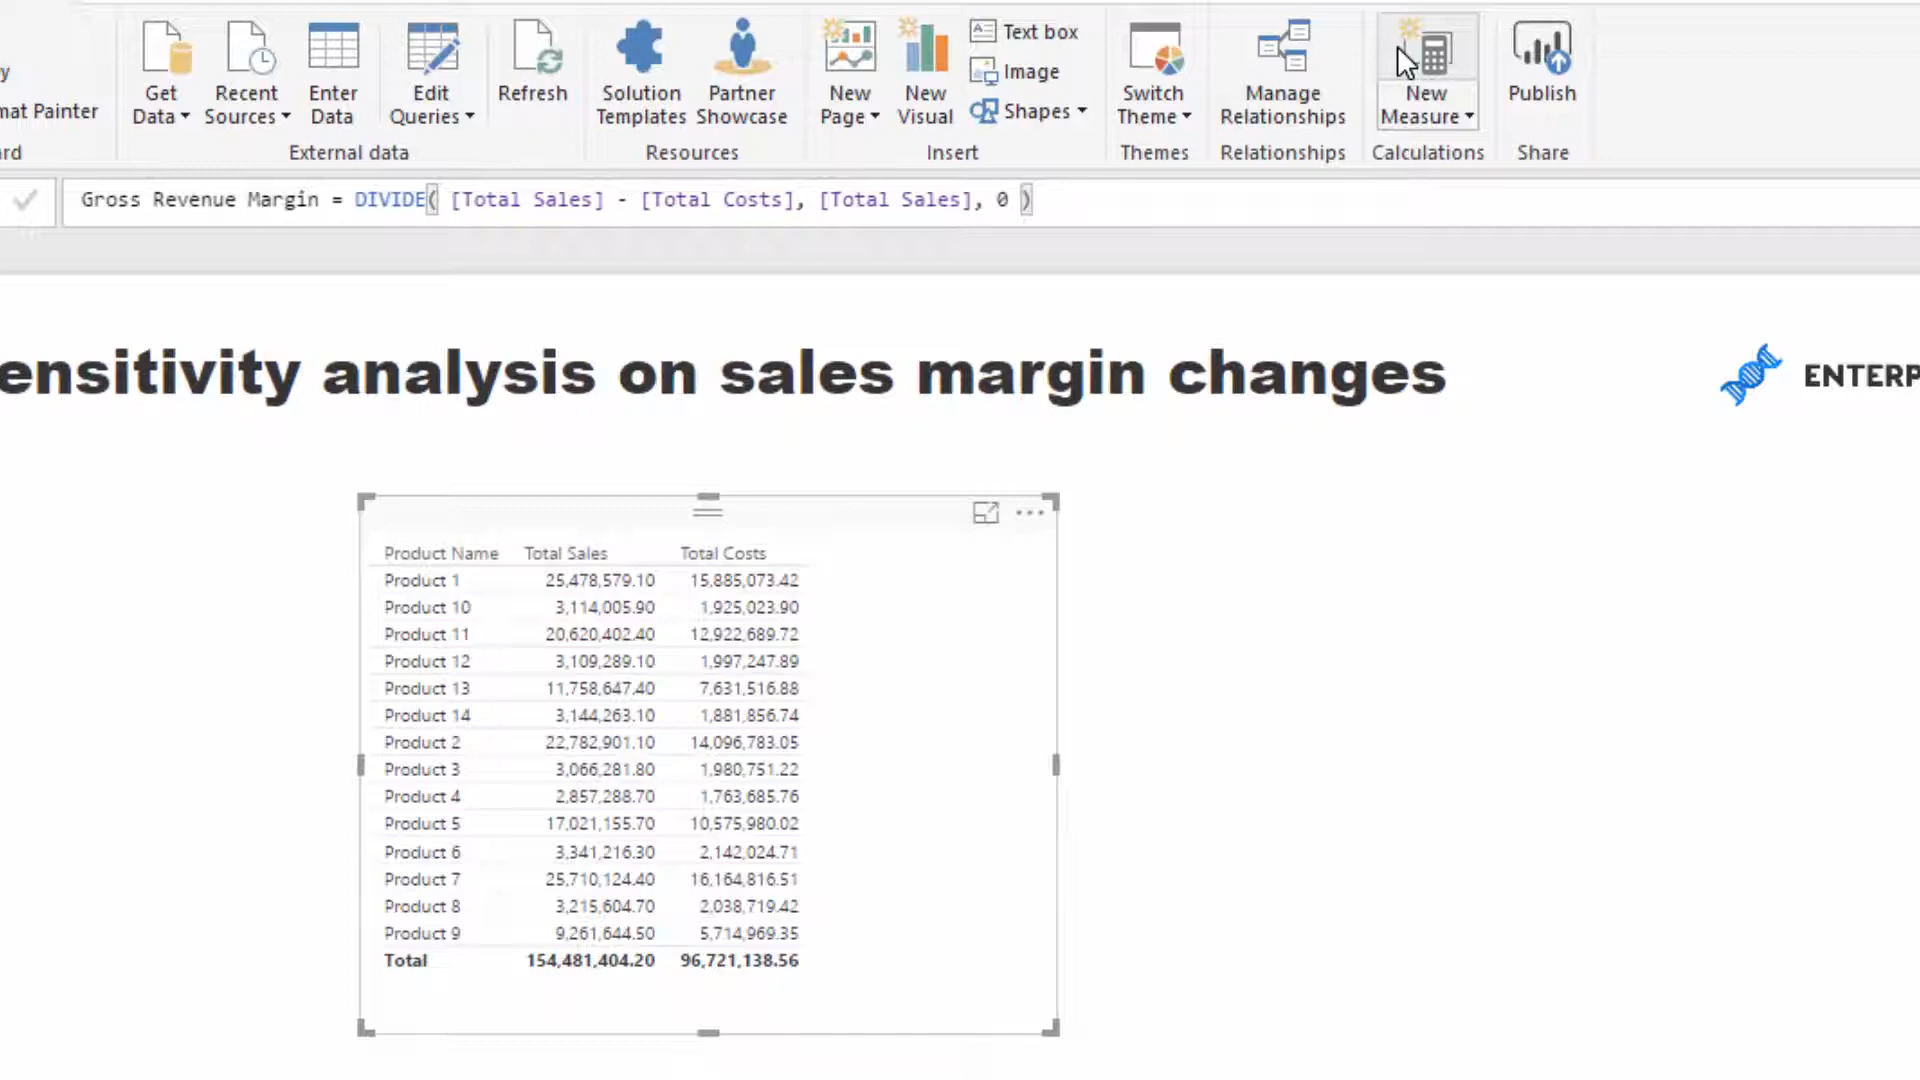 y
mat Painter
rd
Get Data
Recent Sources
Enter Data
Edit Queries
Refresh
External data
Solution Templates
Partner Showcase
Resources
New Page
New Visual
Text box
Image
Shapes
Insert
Switch Theme
Themes
Manage Relationships
Relationships
New Measure
Calculations
Publish
Share
Gross Revenue Margin = DIVIDE( [Total Sales] - [Total Costs], [Total Sales], 0 )
ensitivity analysis on sales margin changes
ENTERP
Product Name Total Sales Total Costs
Product 1 25,478,579.10 15,885,073.42
Product 10 3,114,005.90 1,925,023.90
Product 11 20,620,402.40 12,922,689.72
Product 12 3,109,289.10 1,997,247.89
Product 13 11,758,647.40 7,631,516.88
Product 14 3,144,263.10 1,881,856.74
Product 2 22,782,901.10 14,096,783.05
Product 3 3,066,281.80 1,980,751.22
Product 4 2,857,288.70 1,763,685.76
Product 5 17,021,155.70 10,575,980.02
Product 6 3,341,216.30 2,142,024.71
Product 7 25,710,124.40 16,164,816.51
Product 8 3,215,604.70 2,038,719.42
Product 9 9,261,644.50 5,714,969.35
Total 154,481,404.20 96,721,138.56